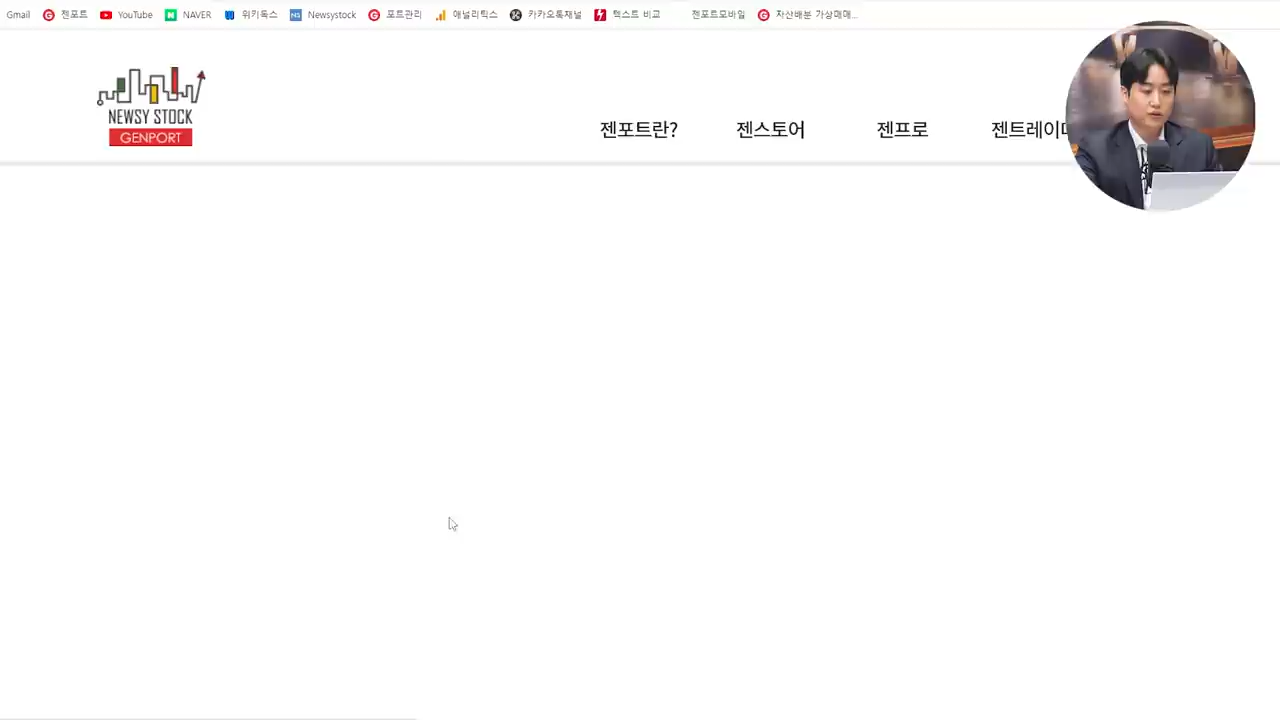 Gmail 젠포트 YouTube NAVER 위키독스 Newsystock 포트관리 애널리틱스 카카오톡채널 텍스트 비교 젠포트모바일 자산배분 가상매매...
NEWSY STOCK
GENPORT
젠포트란? 젠스토어 젠프로 젠트레이더